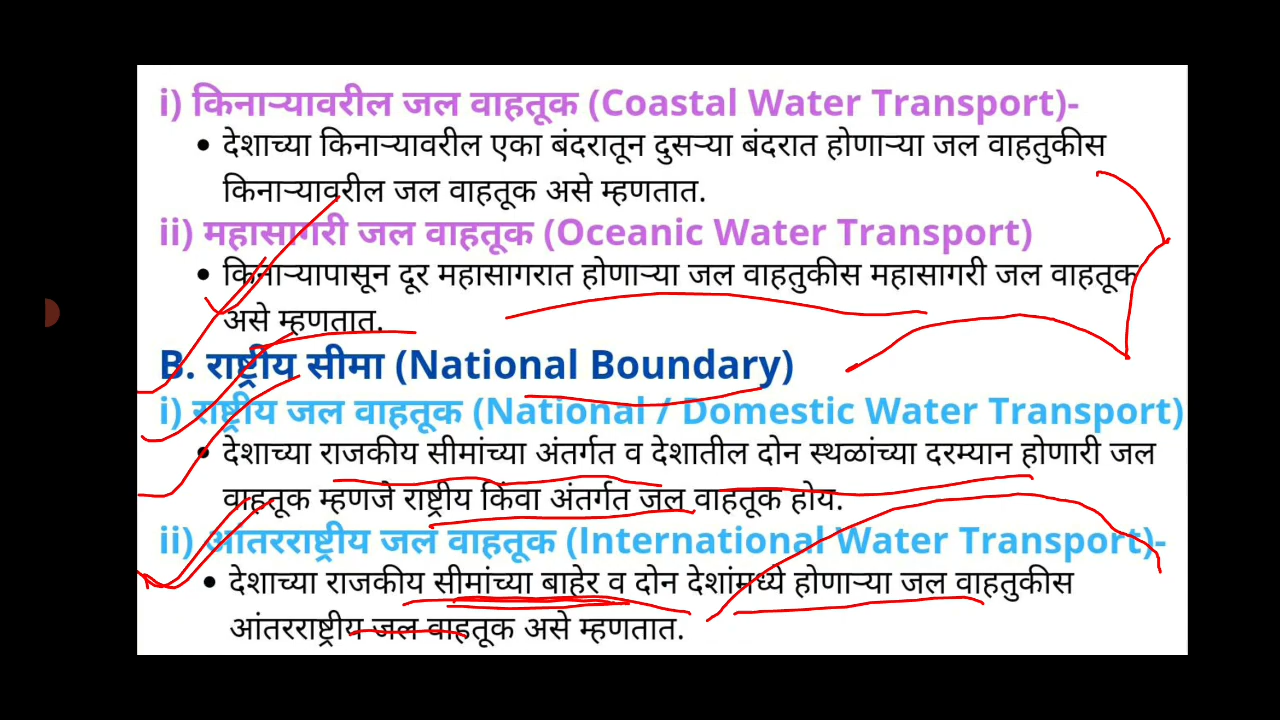 i) किनाऱ्यावरील जल वाहतूक (Coastal Water Transport)-
• देशाच्या किनाऱ्यावरील एका बंदरातून दुसऱ्या बंदरात होणाऱ्या जल वाहतुकीस
किनाऱ्यावरील जल वाहतूक असे म्हणतात.
ii) महासागरी जल वाहतूक (Oceanic Water Transport)
• किनाऱ्यापासून दूर महासागरात होणाऱ्या जल वाहतुकीस महासागरी जल वाहतूक
असे म्हणतात.
B. राष्ट्रीय सीमा (National Boundary)
i) राष्ट्रीय जल वाहतूक (National / Domestic Water Transport)
• देशाच्या राजकीय सीमांच्या अंतर्गत व देशातील दोन स्थळांच्या दरम्यान होणारी जल
वाहतूक म्हणजे राष्ट्रीय किंवा अंतर्गत जल वाहतूक होय.
ii) आंतरराष्ट्रीय जल वाहतूक (International Water Transport)-
• देशाच्या राजकीय सीमांच्या बाहेर व दोन देशांमध्ये होणाऱ्या जल वाहतुकीस
आंतरराष्ट्रीय जल वाहतूक असे म्हणतात.